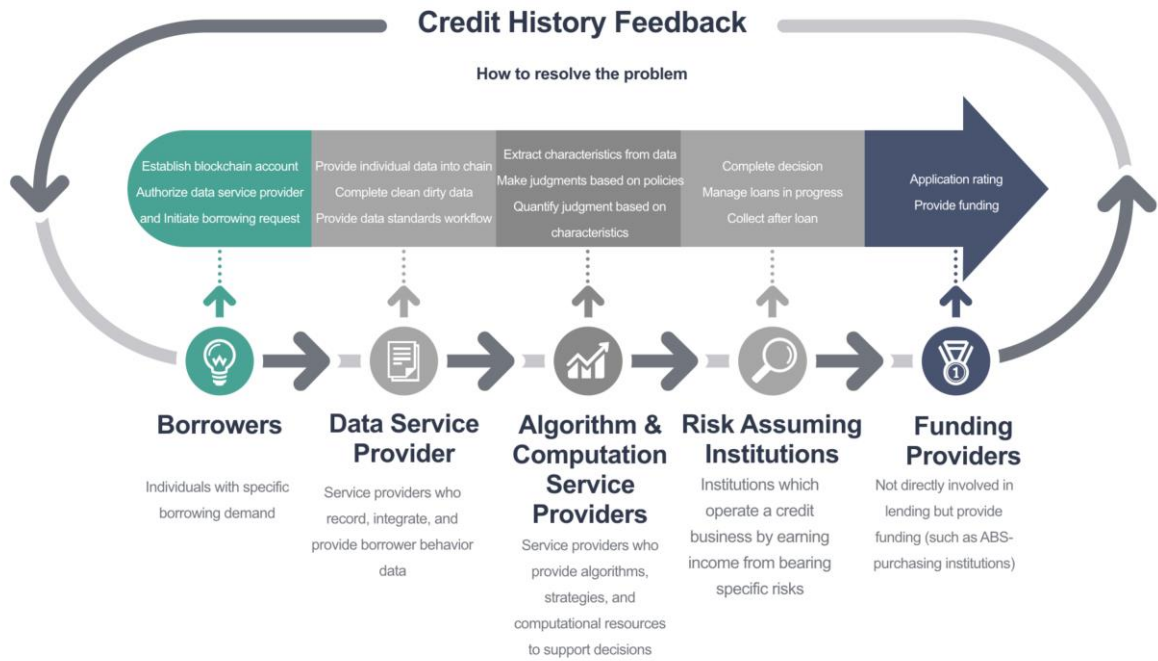 Credit History Feedback
How to resolve the problem
Establish blockchain account
Authorize data service provider
and Initiate borrowing request
Provide individual data into chain
Complete clean dirty data
Provide data standards workflow
Extract characteristics from data
Make judgments based on policies
Quantify judgment based on
characteristics
Complete decision
Manage loans in progress
Collect after loan
Application rating
Provide funding
1
Borrowers
Individuals with specific
borrowing demand
Data Service
Provider
Service providers who
record, integrate, and
provide borrower behavior
data
Algorithm &
Computation
Service
Providers
Service providers who
provide algorithms,
strategies, and
computational resources
to support decisions
Risk Assuming
Institutions
Institutions which
operate a credit
business by earning
income from bearing
specific risks
Funding
Providers
Not directly involved in
lending but provide
funding (such as ABS-
purchasing institutions)